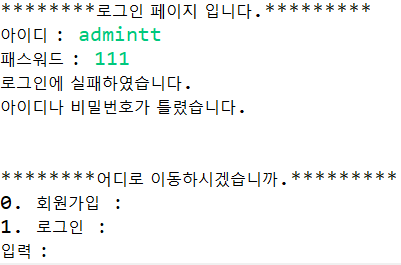 ********로그인 페이지 입니다.*********
아이디 : admintt
패스워드 : 111
로그인에 실패하였습니다.
아이디나 비밀번호가 틀렸습니다.
********어디로 이동하시겠습니까.*********
0. 회원가입 :
1. 로그인 :
입력 :